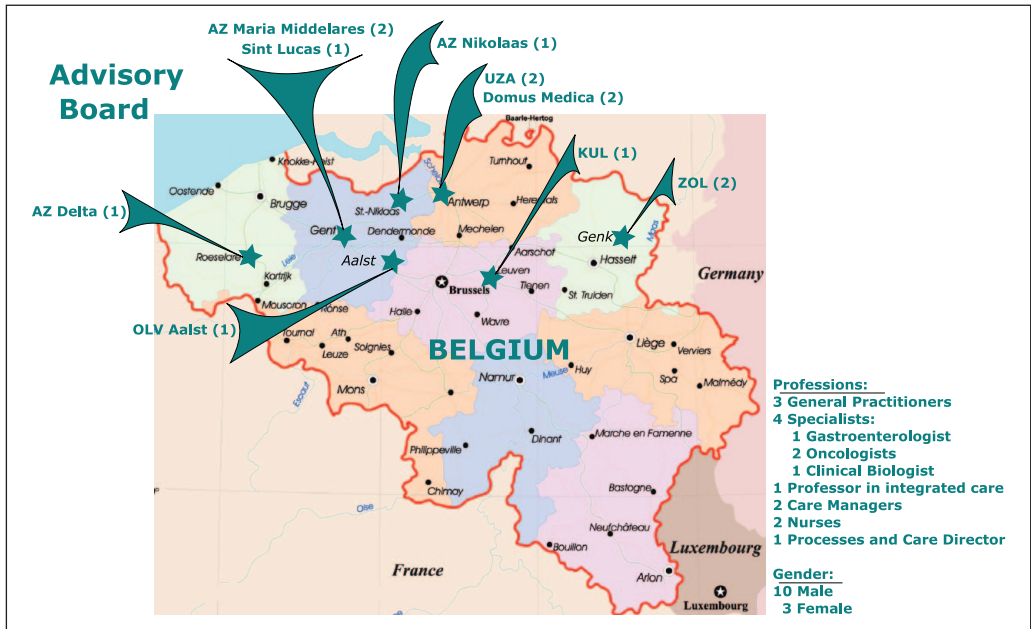 AZ Maria Middelares (2)
Sint Lucas (1)
AZ Nikolaas (1)
UZA (2)
Domus Medica (2)
Advisory
Board
KUL (1)
ZOL (2)
AZ Delta (1)
OLV Aalst (1)
Baarle-Hertog
Knokke-Heist
Turnhout
Oostende
Brugge
St.-Niklaas
Antwerp
Herentals
Gent
Dendermonde
Mechelen
Genk
Maas
Roeselare
Leie
Aalst
Aarschot
Hasselt
Germany
Kortrijk
Leuven
Brussels
Tienen
St. Truiden
Mouscron
Ronse
Halle
Wavre
Tournai
Ath
Leuze
Soignies
BELGIUM
Liège
Verviers
Mons
Namur
Meuse
Huy
Spa
Malmédy
Escaut
Philippeville
Dinant
Marche en Famenne
Chimay
Oise
Bastogne
Neufchâteau
Bouillon
Luxembourg
France
Arlon
Luxembourg
Professions:
3 General Practitioners
4 Specialists:
1 Gastroenterologist
2 Oncologists
1 Clinical Biologist
1 Professor in integrated care
2 Care Managers
2 Nurses
1 Processes and Care Director
Gender:
10 Male
3 Female